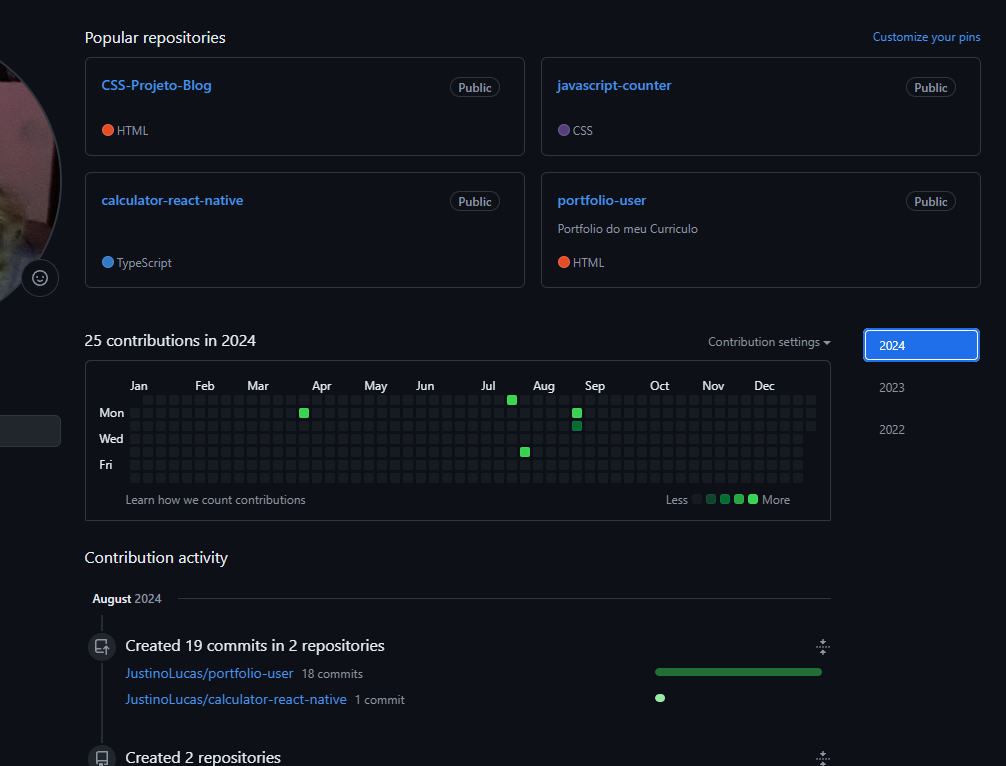 Popular repositories
Customize your pins
CSS-Projeto-Blog
Public
HTML
javascript-counter
Public
CSS
calculator-react-native
Public
TypeScript
portfolio-user
Public
Portfolio do meu Curriculo
HTML
25 contributions in 2024
Contribution settings
2024
2023
2022
Jan Feb Mar Apr May Jun Jul Aug Sep Oct Nov Dec
Mon
Wed
Fri
Learn how we count contributions
Less More
Contribution activity
August 2024
Created 19 commits in 2 repositories
JustinoLucas/portfolio-user 18 commits
JustinoLucas/calculator-react-native 1 commit
Created 2 repositories